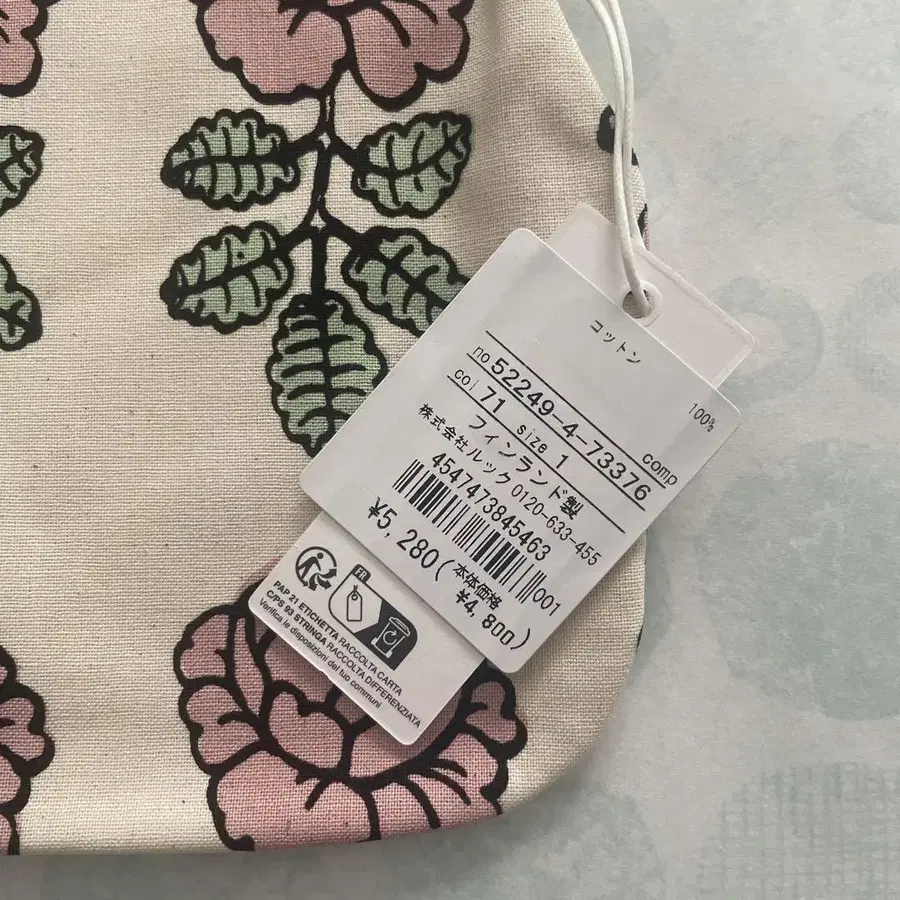 コットン 100%
no. 52249-4-73376 comp
col 71 size 1
フィンランド製
株式会社ルック 0120-633-455
4547473845463
001
¥5,280(本体価格
¥4,800)
FR
PAP 21 ETICHETTA RACCOLTA CARTA
C/PS 93 STRINGA RACCOLTA DIFFERENZIATA
Verifica le disposizioni del tuo communi